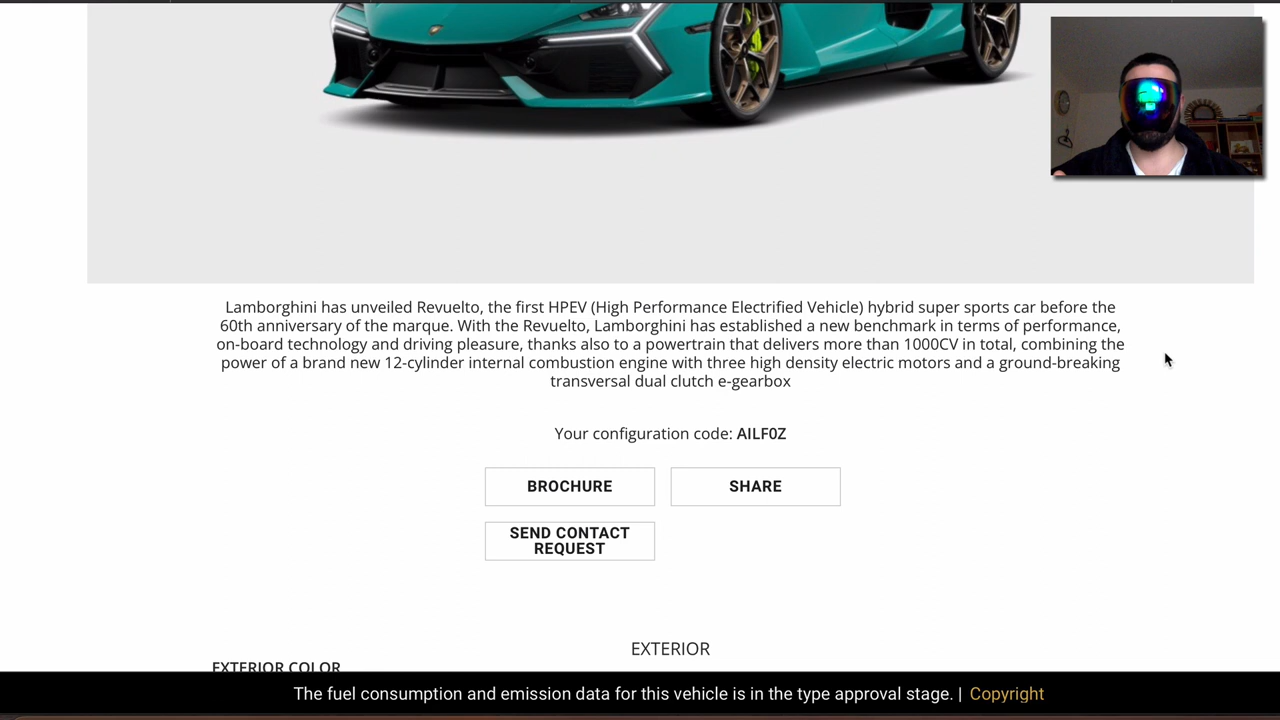 Lamborghini has unveiled Revuelto, the first HPEV (High Performance Electrified Vehicle) hybrid super sports car before the
60th anniversary of the marque. With the Revuelto, Lamborghini has established a new benchmark in terms of performance,
on-board technology and driving pleasure, thanks also to a powertrain that delivers more than 1000CV in total, combining the
power of a brand new 12-cylinder internal combustion engine with three high density electric motors and a ground-breaking
transversal dual clutch e-gearbox
Your configuration code: AILF0Z
BROCHURE
SHARE
SEND CONTACT
REQUEST
EXTERIOR
EXTERIOR COLOR
The fuel consumption and emission data for this vehicle is in the type approval stage. | Copyright